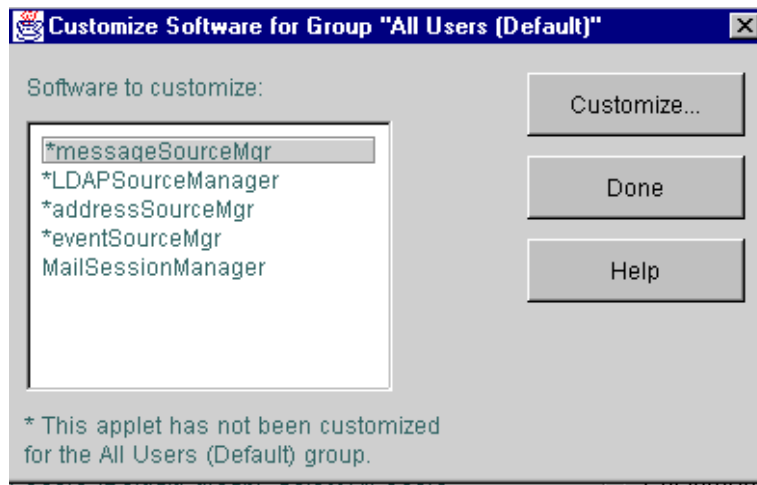 Customize Software for Group "All Users (Default)"
Software to customize:
Customize...
*messageSourceMgr
*LDAPSourceManager
*addressSourceMgr
*eventSourceMgr
MailSessionManager
Done
Help
* This applet has not been customized
for the All Users (Default) group.